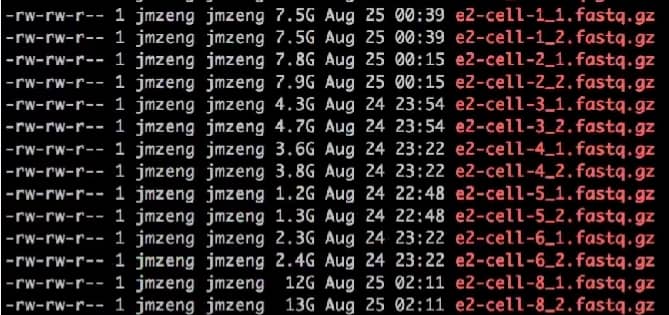 -rw-rw-r-- 1 jmzeng jmzeng 7.5G Aug 25 00:39 e2-cell-1_1.fastq.gz
-rw-rw-r-- 1 jmzeng jmzeng 7.5G Aug 25 00:39 e2-cell-1_2.fastq.gz
-rw-rw-r-- 1 jmzeng jmzeng 7.8G Aug 25 00:15 e2-cell-2_1.fastq.gz
-rw-rw-r-- 1 jmzeng jmzeng 7.9G Aug 25 00:15 e2-cell-2_2.fastq.gz
-rw-rw-r-- 1 jmzeng jmzeng 4.3G Aug 24 23:54 e2-cell-3_1.fastq.gz
-rw-rw-r-- 1 jmzeng jmzeng 4.7G Aug 24 23:54 e2-cell-3_2.fastq.gz
-rw-rw-r-- 1 jmzeng jmzeng 3.6G Aug 24 23:22 e2-cell-4_1.fastq.gz
-rw-rw-r-- 1 jmzeng jmzeng 3.8G Aug 24 23:22 e2-cell-4_2.fastq.gz
-rw-rw-r-- 1 jmzeng jmzeng 1.2G Aug 24 22:48 e2-cell-5_1.fastq.gz
-rw-rw-r-- 1 jmzeng jmzeng 1.3G Aug 24 22:48 e2-cell-5_2.fastq.gz
-rw-rw-r-- 1 jmzeng jmzeng 2.3G Aug 24 23:22 e2-cell-6_1.fastq.gz
-rw-rw-r-- 1 jmzeng jmzeng 2.4G Aug 24 23:22 e2-cell-6_2.fastq.gz
-rw-rw-r-- 1 jmzeng jmzeng 12G Aug 25 02:11 e2-cell-8_1.fastq.gz
-rw-rw-r-- 1 jmzeng jmzeng 13G Aug 25 02:11 e2-cell-8_2.fastq.gz